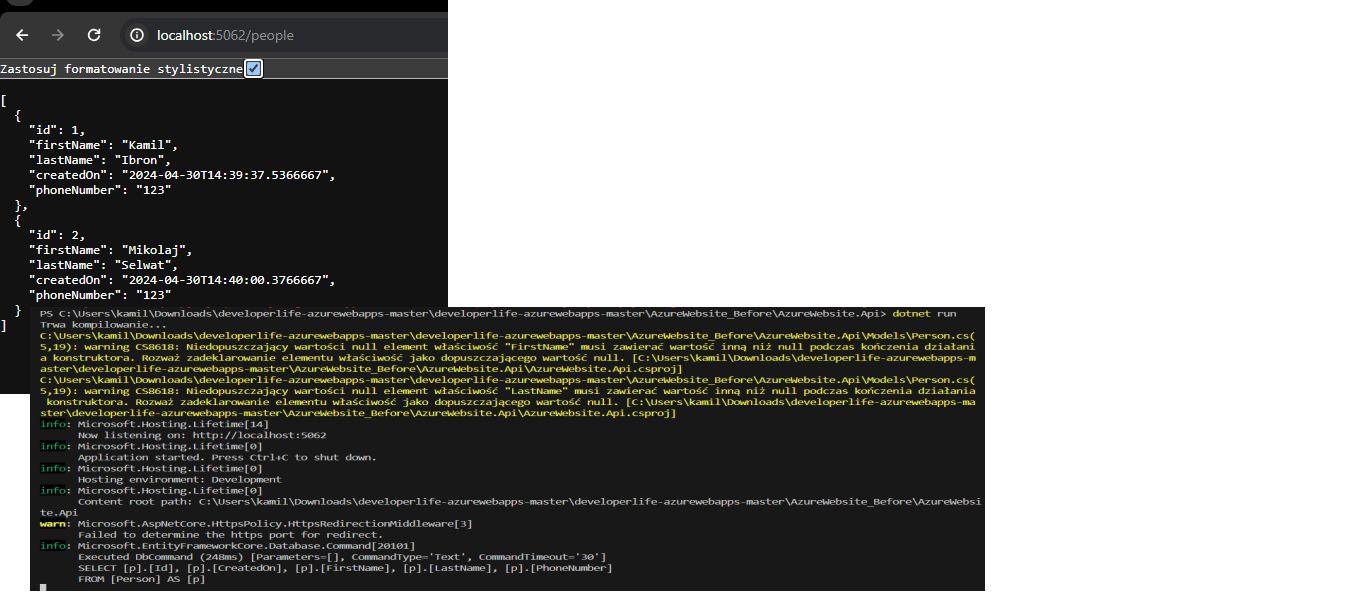 localhost:5062/people
Zastosuj formatowanie stylistyczne
[
  {
    "id": 1,
    "firstName": "Kamil",
    "lastName": "Ibron",
    "createdOn": "2024-04-30T14:39:37.5366667",
    "phoneNumber": "123"
  },
  {
    "id": 2,
    "firstName": "Mikolaj",
    "lastName": "Selwat",
    "createdOn": "2024-04-30T14:40:00.3766667",
    "phoneNumber": "123"
  }
]
PS C:\Users\kamil\Downloads\developerlife-azurewebapps-master\developerlife-azurewebapps-master\AzureWebsite_Before\AzureWebsite.Api> dotnet run
Trwa kompilowanie...
C:\Users\kamil\Downloads\developerlife-azurewebapps-master\developerlife-azurewebapps-master\AzureWebsite_Before\AzureWebsite.Api\Models\Person.cs(
5,19): warning CS8618: Niedopuszczający wartości null element właściwość "FirstName" musi zawierać wartość inną niż null podczas kończenia działani
a konstruktora. Rozważ zadeklarowanie elementu właściwość jako dopuszczającego wartość null. [C:\Users\kamil\Downloads\developerlife-azurewebapps-m
aster\developerlife-azurewebapps-master\AzureWebsite_Before\AzureWebsite.Api\AzureWebsite.Api.csproj]
C:\Users\kamil\Downloads\developerlife-azurewebapps-master\developerlife-azurewebapps-master\AzureWebsite_Before\AzureWebsite.Api\Models\Person.cs(
5,19): warning CS8618: Niedopuszczający wartości null element właściwość "LastName" musi zawierać wartość inną niż null podczas kończenia działania
 konstruktora. Rozważ zadeklarowanie elementu właściwość jako dopuszczającego wartość null. [C:\Users\kamil\Downloads\developerlife-azurewebapps-ma
ster\developerlife-azurewebapps-master\AzureWebsite_Before\AzureWebsite.Api\AzureWebsite.Api.csproj]
info: Microsoft.Hosting.Lifetime[14]
      Now listening on: http://localhost:5062
info: Microsoft.Hosting.Lifetime[0]
      Application started. Press Ctrl+C to shut down.
info: Microsoft.Hosting.Lifetime[0]
      Hosting environment: Development
info: Microsoft.Hosting.Lifetime[0]
      Content root path: C:\Users\kamil\Downloads\developerlife-azurewebapps-master\developerlife-azurewebapps-master\AzureWebsite_Before\AzureWebsi
te.Api
warn: Microsoft.AspNetCore.HttpsPolicy.HttpsRedirectionMiddleware[3]
      Failed to determine the https port for redirect.
info: Microsoft.EntityFrameworkCore.Database.Command[20101]
      Executed DbCommand (248ms) [Parameters=[], CommandType='Text', CommandTimeout='30']
      SELECT [p].[Id], [p].[CreatedOn], [p].[FirstName], [p].[LastName], [p].[PhoneNumber]
      FROM [Person] AS [p]